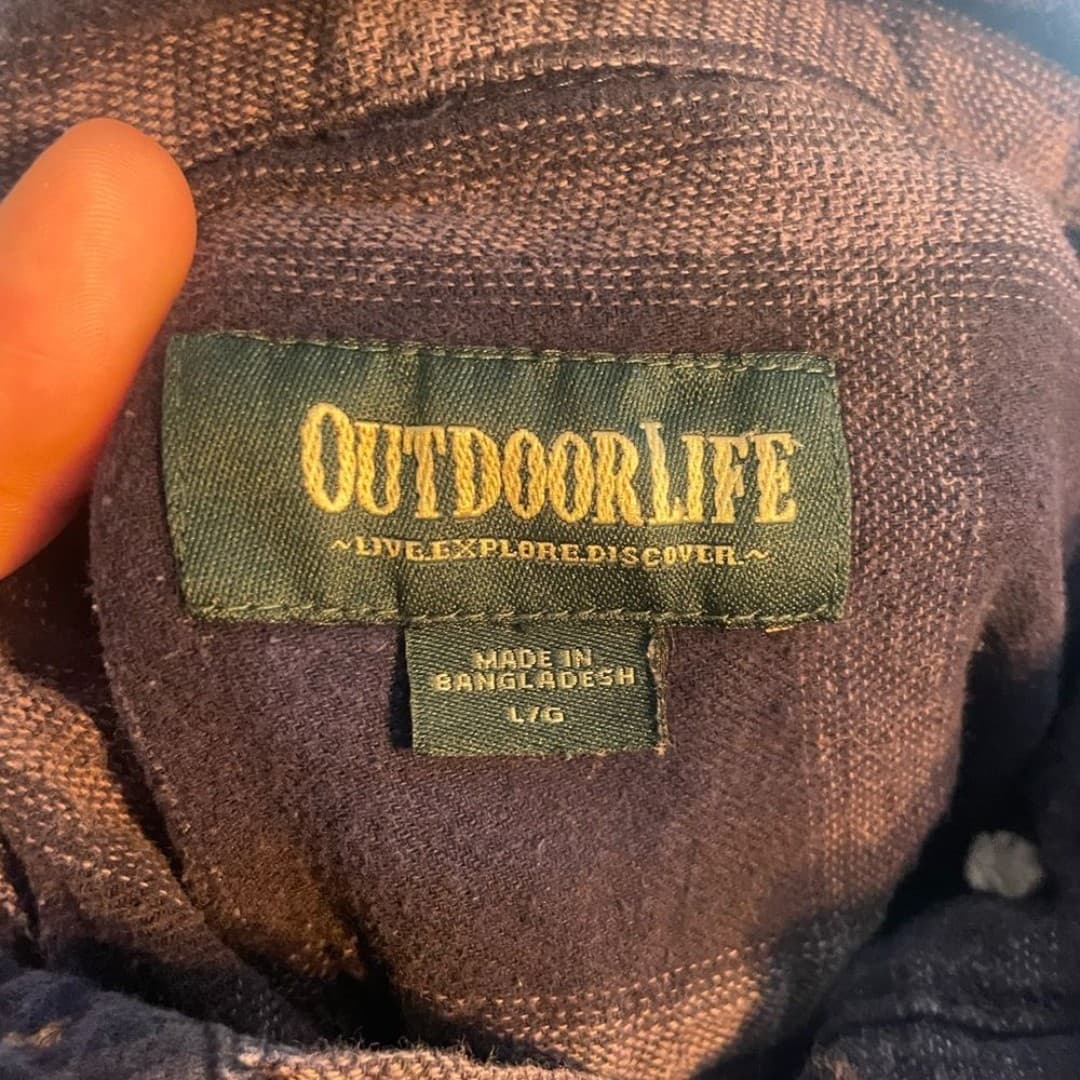 OUTDOORLIFE
~LIVE.EXPLORE.DISCOVER.~
MADE IN
BANGLADESH
L/G